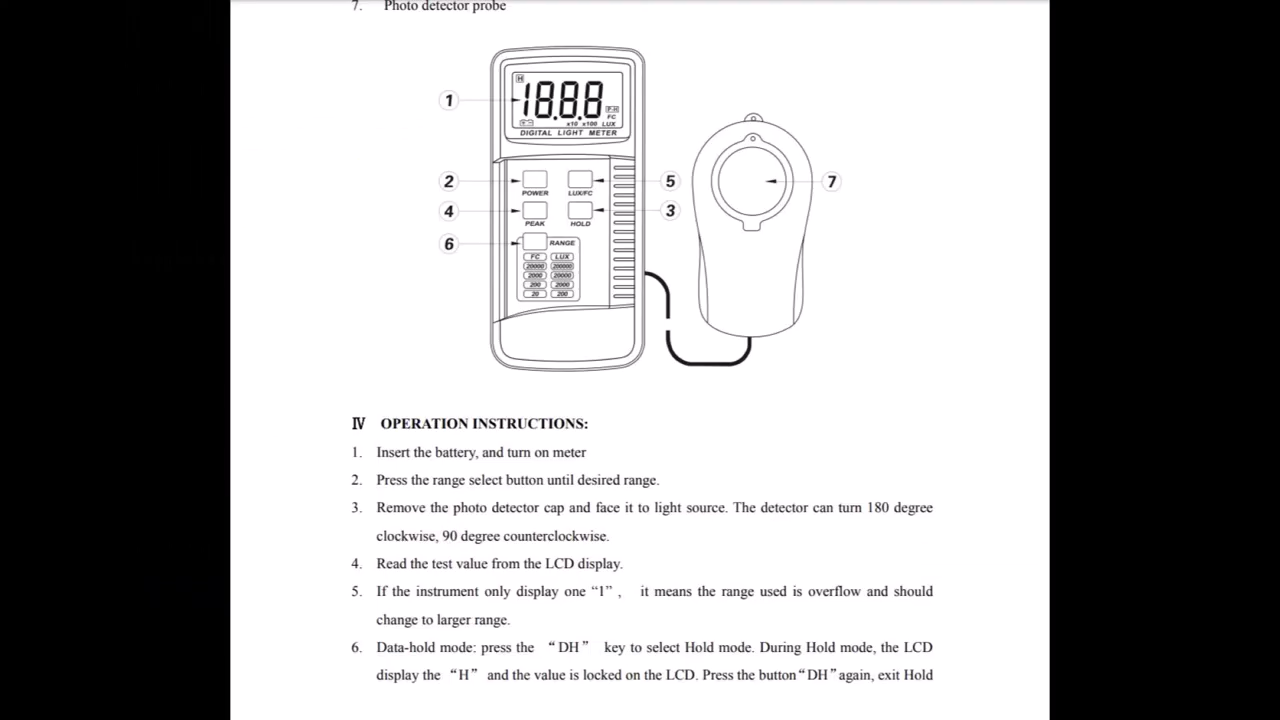 7. Photo detector probe
H
1
18.8.8
P.H
FC
x10 x100 LUX
DIGITAL LIGHT METER
2
5
7
POWER
LUX/FC
4
3
PEAK
HOLD
6
RANGE
FC LUX
20000 200000
2000 20000
200 2000
20 200
Ⅳ OPERATION INSTRUCTIONS:
1. Insert the battery, and turn on meter
2. Press the range select button until desired range.
3. Remove the photo detector cap and face it to light source. The detector can turn 180 degree
clockwise, 90 degree counterclockwise.
4. Read the test value from the LCD display.
5. If the instrument only display one “1”, it means the range used is overflow and should
change to larger range.
6. Data-hold mode: press the “DH” key to select Hold mode. During Hold mode, the LCD
display the “H” and the value is locked on the LCD. Press the button“DH”again, exit Hold